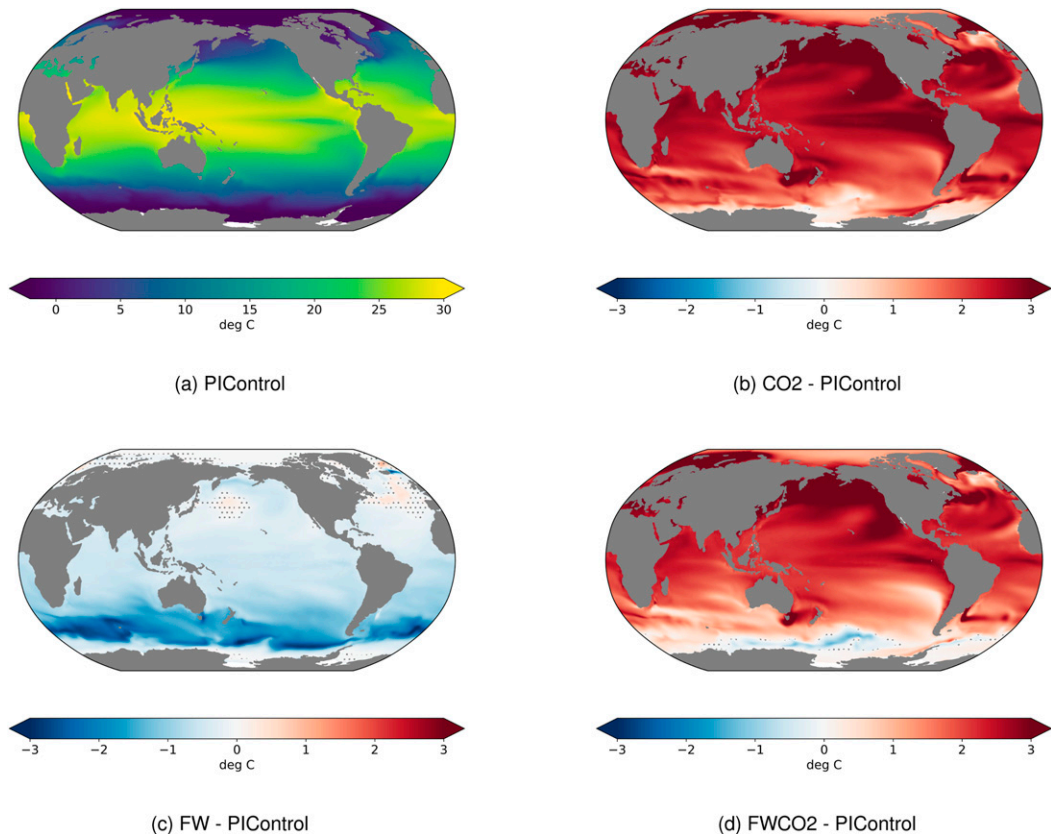 0 5 10 15 20 25 30
deg C
(a) PIControl
−3 −2 −1 0 1 2 3
deg C
(b) CO2 - PIControl
−3 −2 −1 0 1 2 3
deg C
(c) FW - PIControl
−3 −2 −1 0 1 2 3
deg C
(d) FWCO2 - PIControl